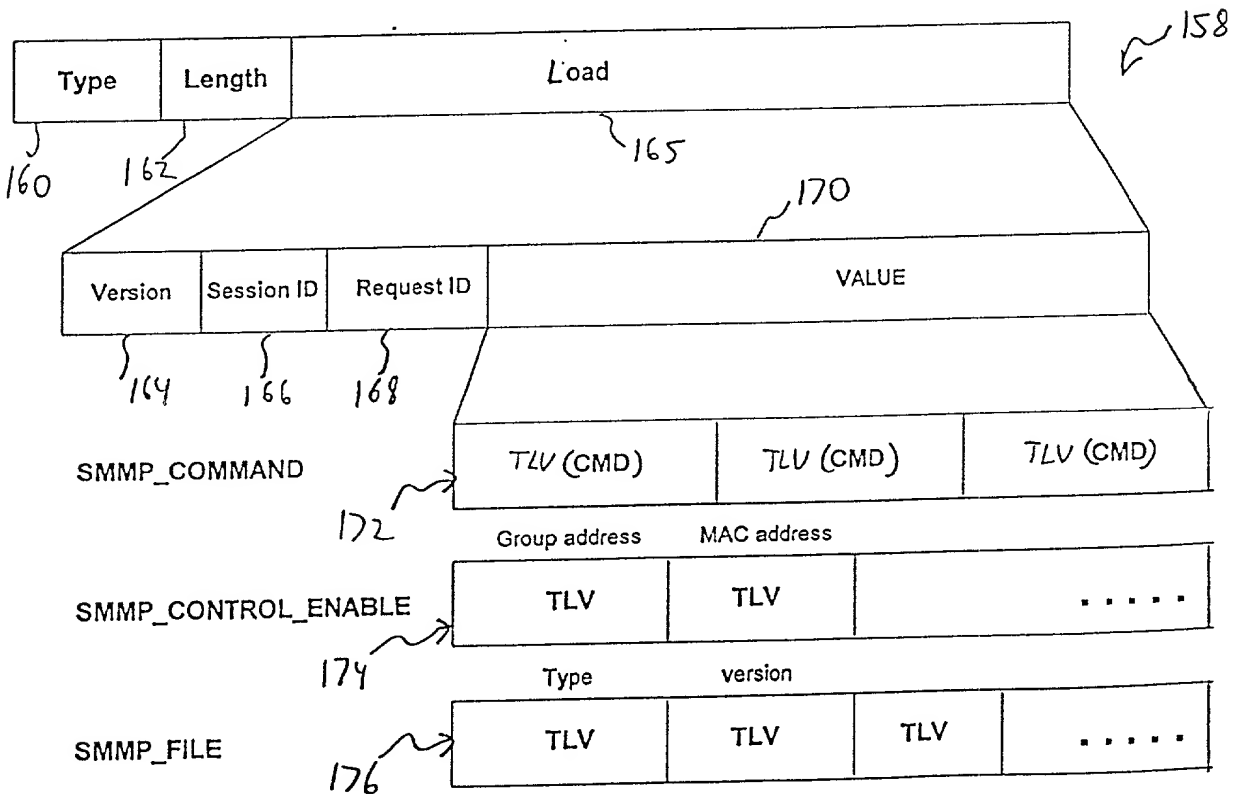 158
Type Length Load
160 162 165
170
Version Session ID Request ID VALUE
164 166 168
SMMP_COMMAND TLV (CMD) TLV (CMD) TLV (CMD)
172
Group address MAC address
SMMP_CONTROL_ENABLE TLV TLV .....
174
Type version
SMMP_FILE TLV TLV TLV .....
176